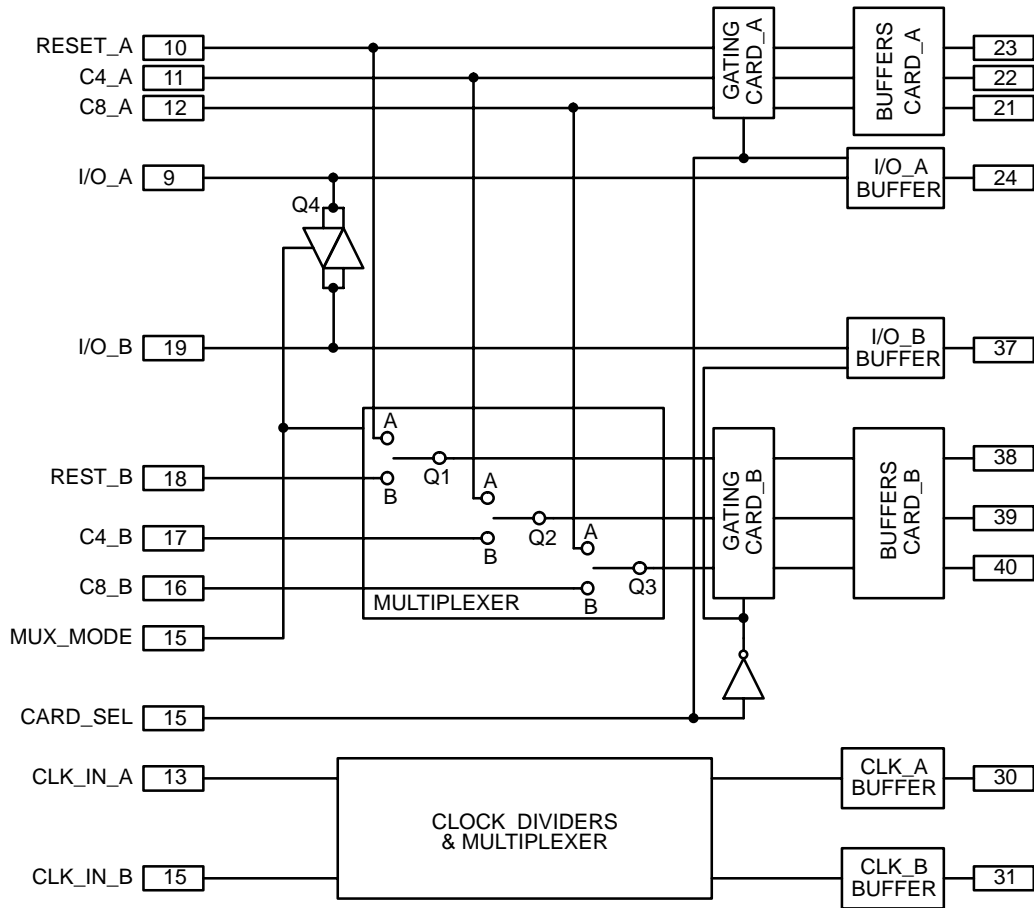 RESET_A 10
GATING CARD_A
BUFFERS CARD_A
23
C4_A 11
22
C8_A 12
21
I/O_A 9
I/O_A
BUFFER
24
Q4
I/O_B 19
I/O_B
BUFFER
37
A
REST_B 18
B
Q1
GATING CARD_B
BUFFERS CARD_B
38
A
C4_B 17
B
Q2
39
A
C8_B 16
B
Q3
40
MULTIPLEXER
MUX_MODE 15
CARD_SEL 15
CLK_IN_A 13
CLOCK DIVIDERS
& MULTIPLEXER
CLK_A
BUFFER
30
CLK_IN_B 15
CLK_B
BUFFER
31